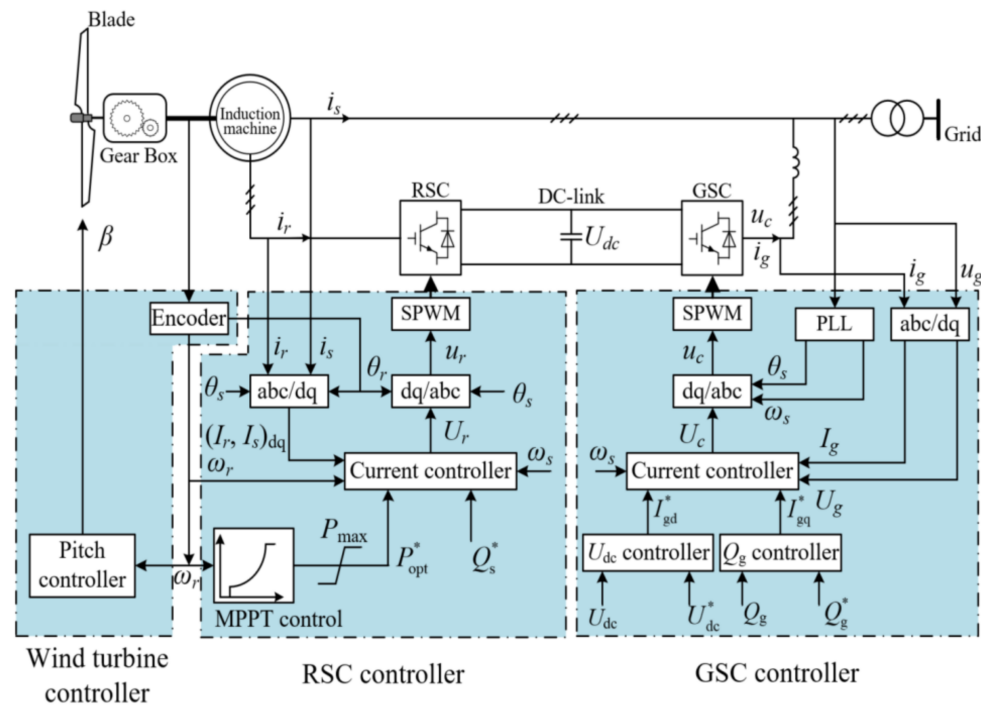 Blade
Gear Box
Induction
machine
i_s
Grid
RSC
DC-link
GSC
U_dc
u_c
i_g
i_r
β
i_g
u_g
Encoder
SPWM
SPWM
PLL
abc/dq
i_r
i_s
θ_r
u_r
u_c
θ_s
ω_s
θ_s
abc/dq
dq/abc
θ_s
dq/abc
(I_r, I_s)_dq
U_r
U_c
I_g
ω_r
Current controller
ω_s
ω_s
Current controller
U_g
I*_gd
I*_gq
Pitch
controller
ω_r
P_max
P*_opt
Q*_s
U_dc controller
Q_g controller
MPPT control
U_dc
U*_dc
Q_g
Q*_g
Wind turbine
controller
RSC controller
GSC controller